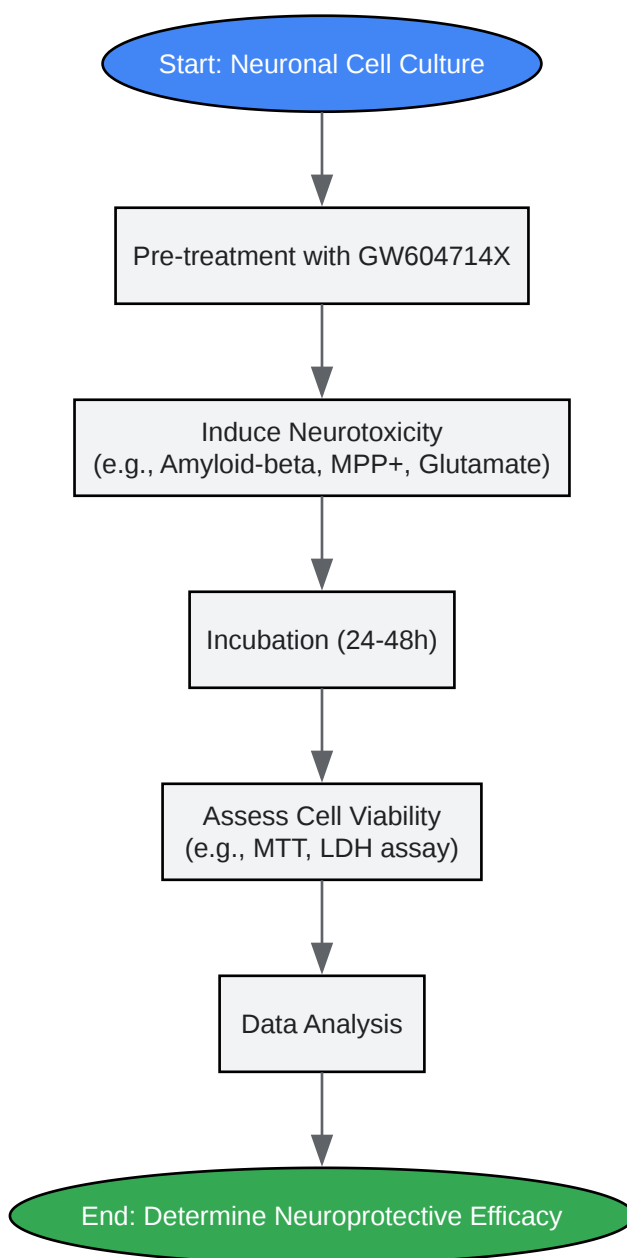 Start: Neuronal Cell Culture
Pre-treatment with GW604714X
Induce Neurotoxicity
(e.g., Amyloid-beta, MPP+, Glutamate)
Incubation (24-48h)
Assess Cell Viability
(e.g., MTT, LDH assay)
Data Analysis
End: Determine Neuroprotective Efficacy